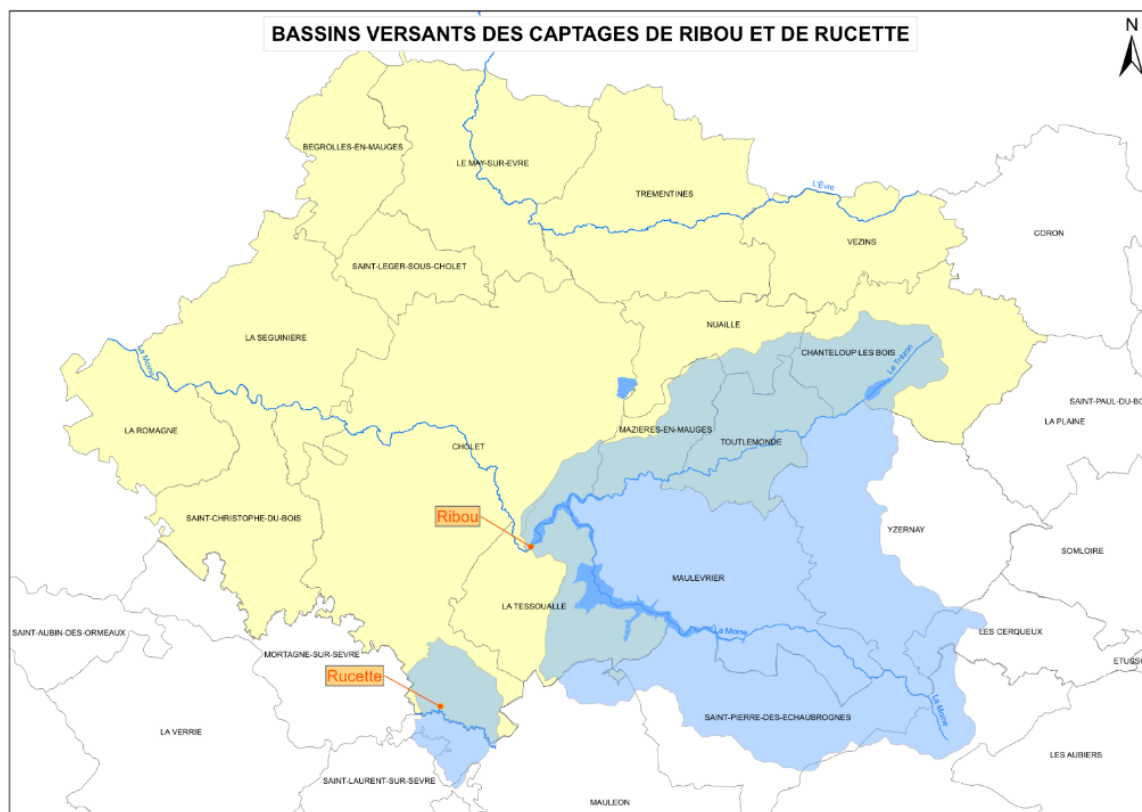 BASSINS VERSANTS DES CAPTAGES DE RIBOU ET DE RUCETTE
N
BEGROLLES-EN-MAUGES
LE MAY-SUR-EVRE
TREMENTINES
L'Èvre
CORON
VEZINS
SAINT-LEGER-SOUS-CHOLET
NUAILLE
LA SEGUINIERE
La Moine
CHANTELOUP LES BOIS
Le Trézon
SAINT-PAUL-DU-BO
LA PLAINE
LA ROMAGNE
MAZIERES-EN-MAUGES
TOUTLEMONDE
CHOLET
SAINT-CHRISTOPHE-DU-BOIS
Ribou
YZERNAY
SOMLOIRE
MAULEVRIER
LA TESSOUALLE
SAINT-AUBIN-DES-ORMEAUX
La Moine
LES CERQUEUX
MORTAGNE-SUR-SEVRE
ETUSS
Rucette
La Moine
SAINT-PIERRE-DES-ECHAUBROGNES
LA VERRIE
LES AUBIERS
SAINT-LAURENT-SUR-SEVRE
MAULEON